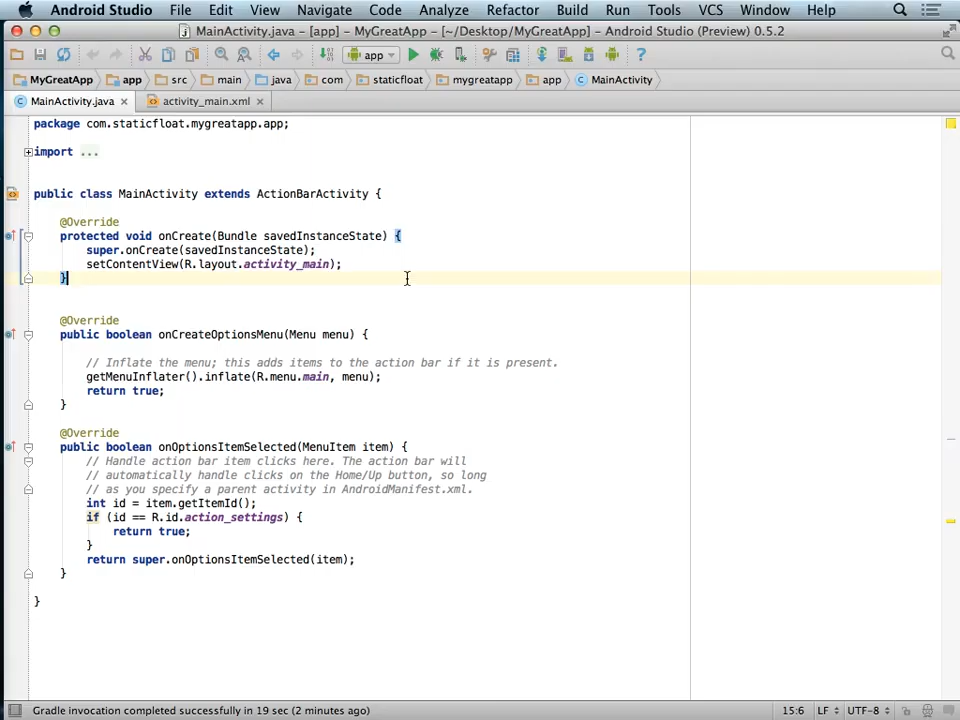 Android Studio File Edit View Navigate Code Analyze Refactor Build Run Tools VCS Window Help
MainActivity.java - [app] - MyGreatApp - [~/Desktop/MyGreatApp] - Android Studio (Preview) 0.5.2
app
MyGreatApp app src main java com staticfloat mygreatapp app MainActivity
MainActivity.java activity_main.xml
package com.staticfloat.mygreatapp.app;
import ...
public class MainActivity extends ActionBarActivity {
@Override
protected void onCreate(Bundle savedInstanceState) {
super.onCreate(savedInstanceState);
setContentView(R.layout.activity_main);
}
@Override
public boolean onCreateOptionsMenu(Menu menu) {
// Inflate the menu; this adds items to the action bar if it is present.
getMenuInflater().inflate(R.menu.main, menu);
return true;
}
@Override
public boolean onOptionsItemSelected(MenuItem item) {
// Handle action bar item clicks here. The action bar will
// automatically handle clicks on the Home/Up button, so long
// as you specify a parent activity in AndroidManifest.xml.
int id = item.getItemId();
if (id == R.id.action_settings) {
return true;
}
return super.onOptionsItemSelected(item);
}
}
Gradle invocation completed successfully in 19 sec (2 minutes ago) 15:6 LF UTF-8